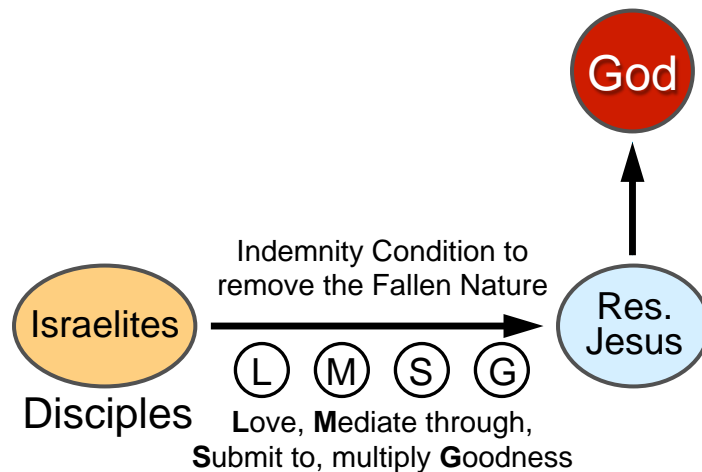 God
Indemnity Condition to
remove the Fallen Nature
Israelites
Res.
Jesus
L M S G
Disciples
Love, Mediate through,
Submit to, multiply Goodness